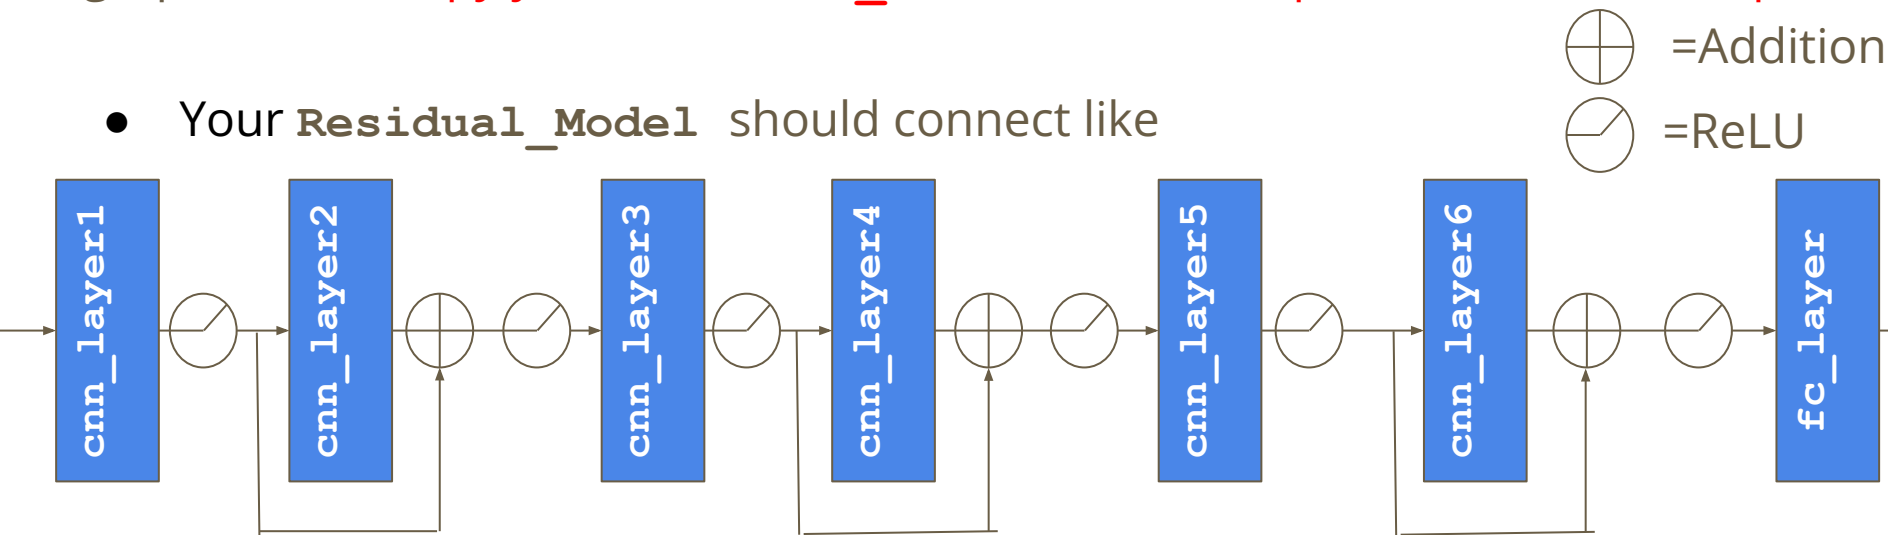 =Addition
● Your Residual_Model should connect like
=ReLU
cnn_layer1
cnn_layer2
cnn_layer3
cnn_layer4
cnn_layer5
cnn_layer6
fc_layer